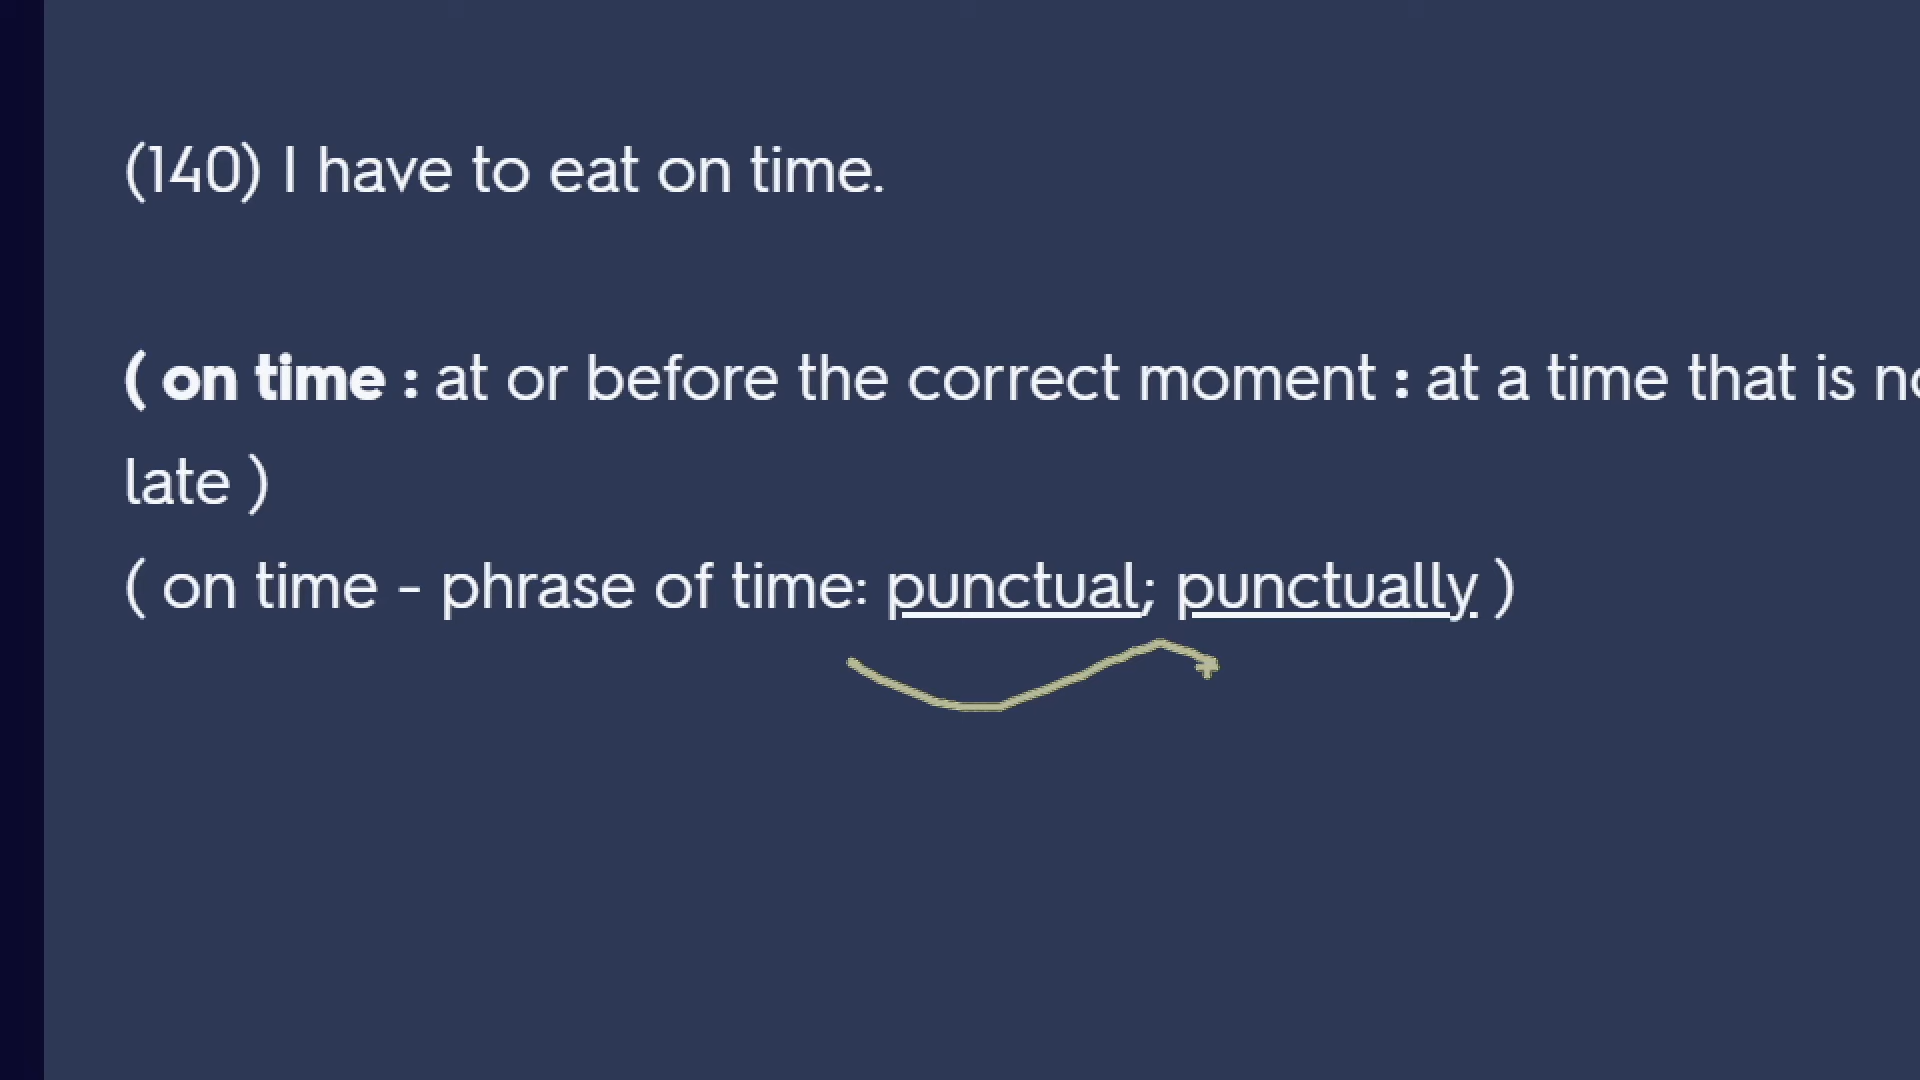 (140) I have to eat on time.
( on time : at or before the correct moment : at a time that is
late )
( on time - phrase of time: punctual; punctually )